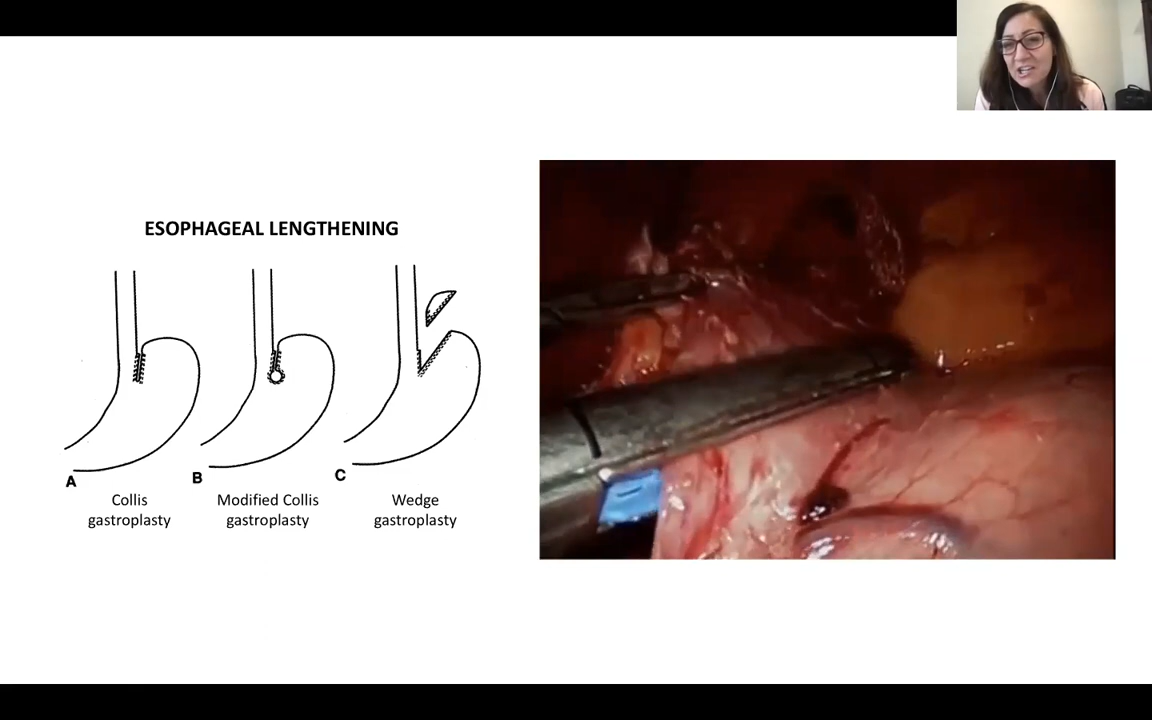 ESOPHAGEAL LENGTHENING
A
B
C
Collis
gastroplasty
Modified Collis
gastroplasty
Wedge
gastroplasty